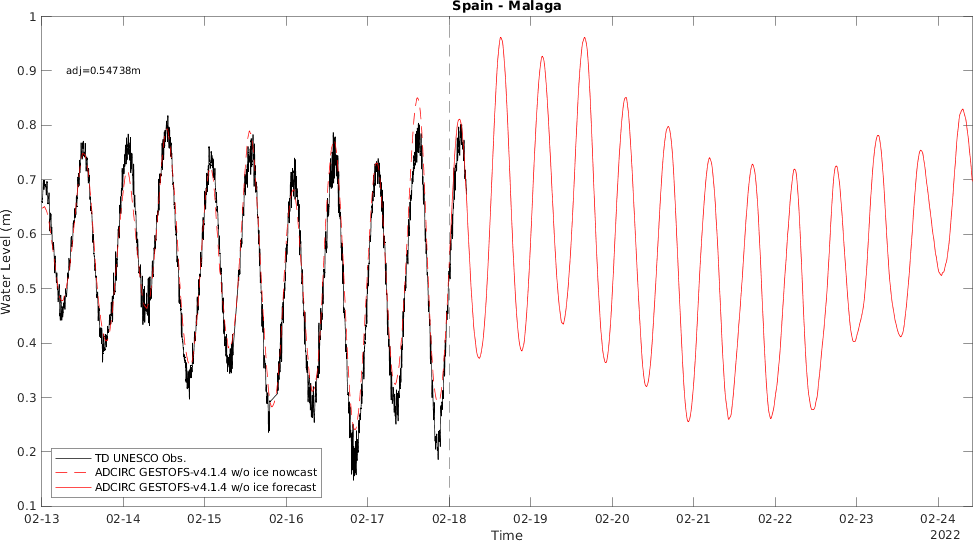 Spain - Malaga
adj=0.54738m
Water Level (m)
1
0.9
0.8
0.7
0.6
0.5
0.4
0.3
0.2
0.1
TD UNESCO Obs.
ADCIRC GESTOFS-v4.1.4 w/o ice nowcast
ADCIRC GESTOFS-v4.1.4 w/o ice forecast
02-13 02-14 02-15 02-16 02-17 02-18 02-19 02-20 02-21 02-22 02-23 02-24
Time
2022